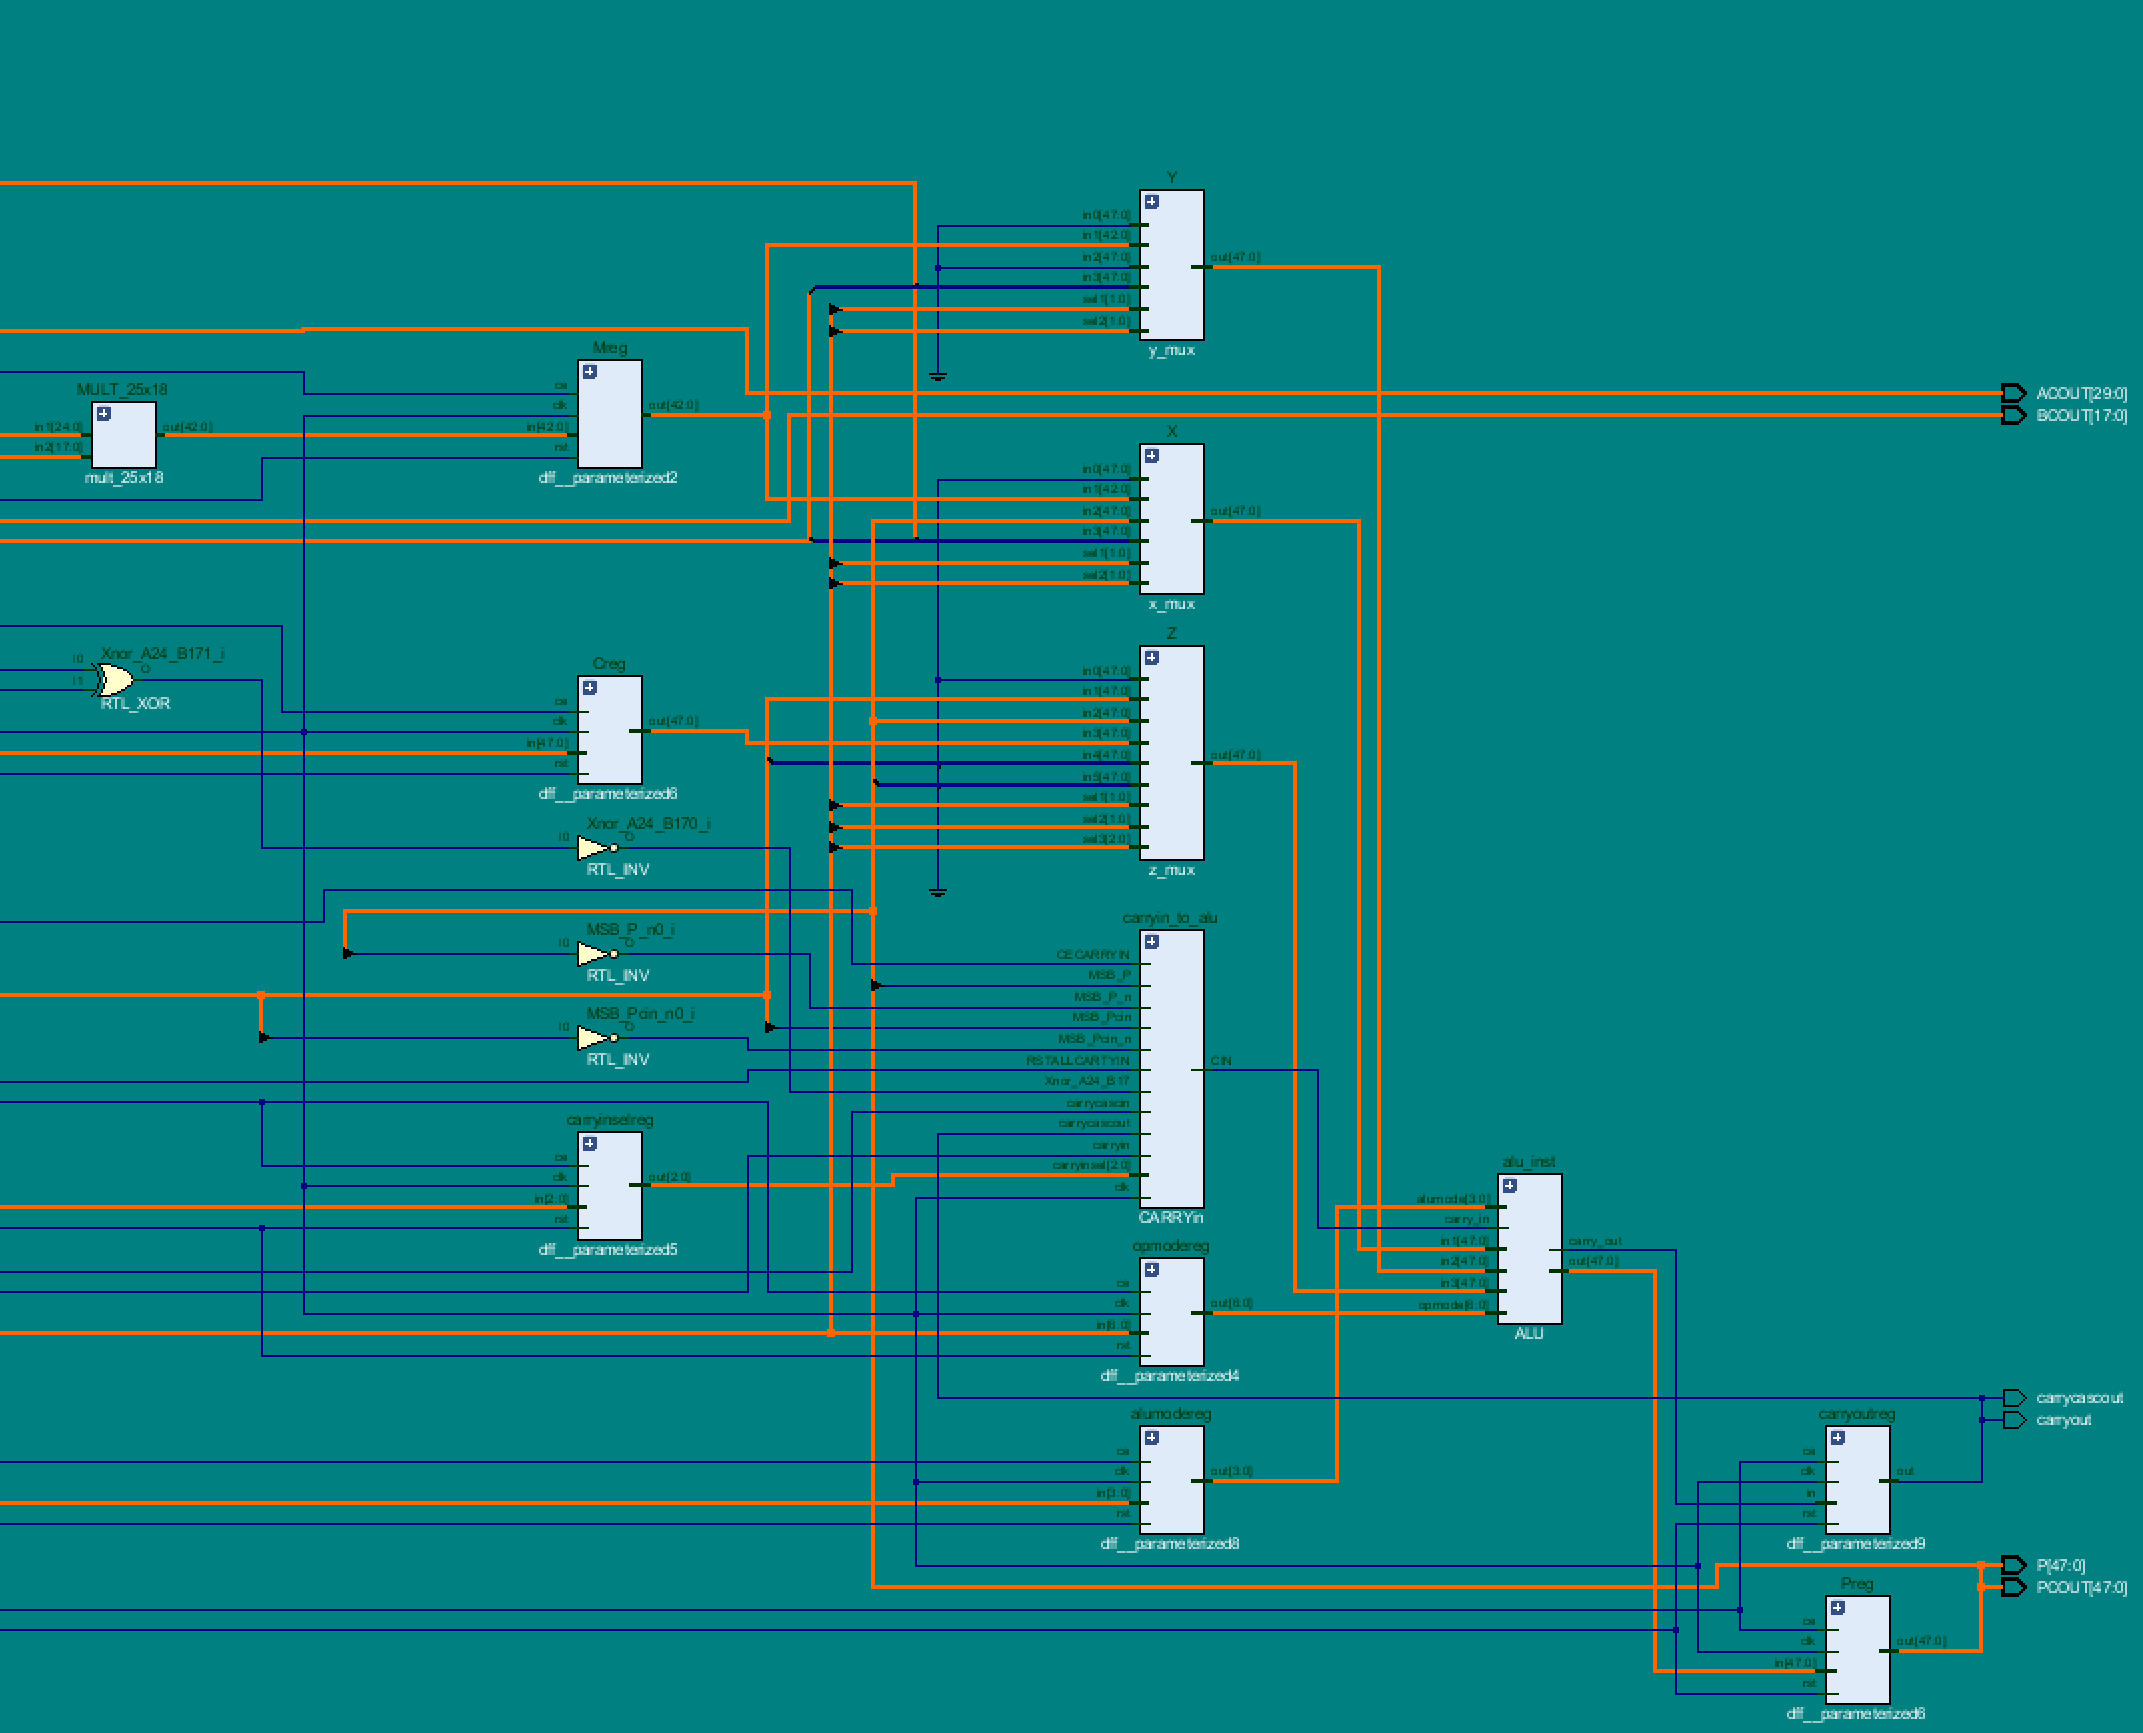 Y
in0[47:0]
in1[42:0]
in2[47:0]
in3[47:0]
sel1[1:0]
sel2[1:0]
out[47:0]
y_mux
MULT_25x18
in1[24:0]
in2[17:0]
out[42:0]
mult_25x18
Mreg
ce
clk
in[42:0]
rst
out[42:0]
dff__parameterized2
ACOUT[29:0]
BCOUT[17:0]
X
in0[47:0]
in1[42:0]
in2[47:0]
in3[47:0]
sel1[1:0]
sel2[1:0]
out[47:0]
x_mux
Xnor_A24_B171_i
I0
I1
O
RTL_XOR
Creg
ce
clk
in[47:0]
rst
out[47:0]
dff__parameterized6
Z
in0[47:0]
in1[47:0]
in2[47:0]
in3[47:0]
in4[47:0]
in5[47:0]
sel1[1:0]
sel2[1:0]
sel3[2:0]
out[47:0]
z_mux
Xnor_A24_B170_i
I0
O
RTL_INV
MSB_P_n0_i
I0
O
RTL_INV
MSB_Pcin_n0_i
I0
O
RTL_INV
carryin_to_alu
CECARRYIN
MSB_P
MSB_P_n
MSB_Pcin
MSB_Pcin_n
RSTALLCARTYIN
Xnor_A24_B17
carrycascin
carrycascout
carryin
carryinsel[2:0]
clk
CIN
CARRYin
carryinselreg
ce
clk
in[2:0]
rst
out[2:0]
dff__parameterized5
opmodereg
ce
clk
in[6:0]
rst
out[6:0]
dff__parameterized4
alu_inst
alumode[3:0]
carry_in
in1[47:0]
in2[47:0]
in3[47:0]
opmode[6:0]
carry_out
out[47:0]
ALU
alumodereg
ce
clk
in[3:0]
rst
out[3:0]
dff__parameterized8
carrycascout
carryout
carryoutreg
ce
clk
in
rst
out
dff__parameterized9
P[47:0]
PCOUT[47:0]
Preg
ce
clk
in[47:0]
rst
out[47:0]
dff__parameterized6